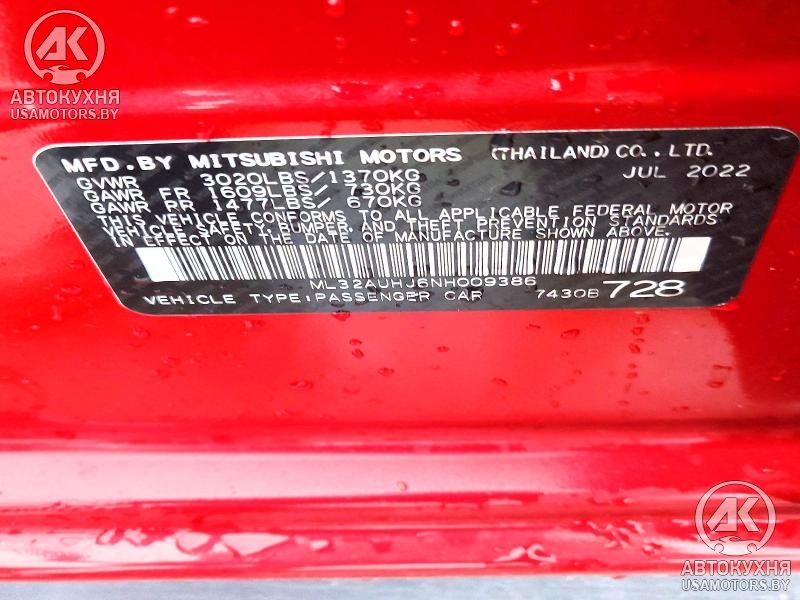 AK
АВТОКУХНЯ
USAMOTORS.BY
MFD.BY MITSUBISHI MOTORS (THAILAND) CO., LTD.
GVWR 3020LBS/1370KG JUL 2022
GAWR FR 1609LBS/ 730KG
GAWR RR 1477LBS/ 670KG
THIS VEHICLE CONFORMS TO ALL APPLICABLE FEDERAL MOTOR
VEHICLE SAFETY, BUMPER, AND THEFT PREVENTION STANDARDS
IN EFFECT ON THE DATE OF MANUFACTURE SHOWN ABOVE.
ML32AUHJ6NH009386
VEHICLE TYPE:PASSENGER CAR 7430B 728
AK
АВТОКУХНЯ
USAMOTORS.BY